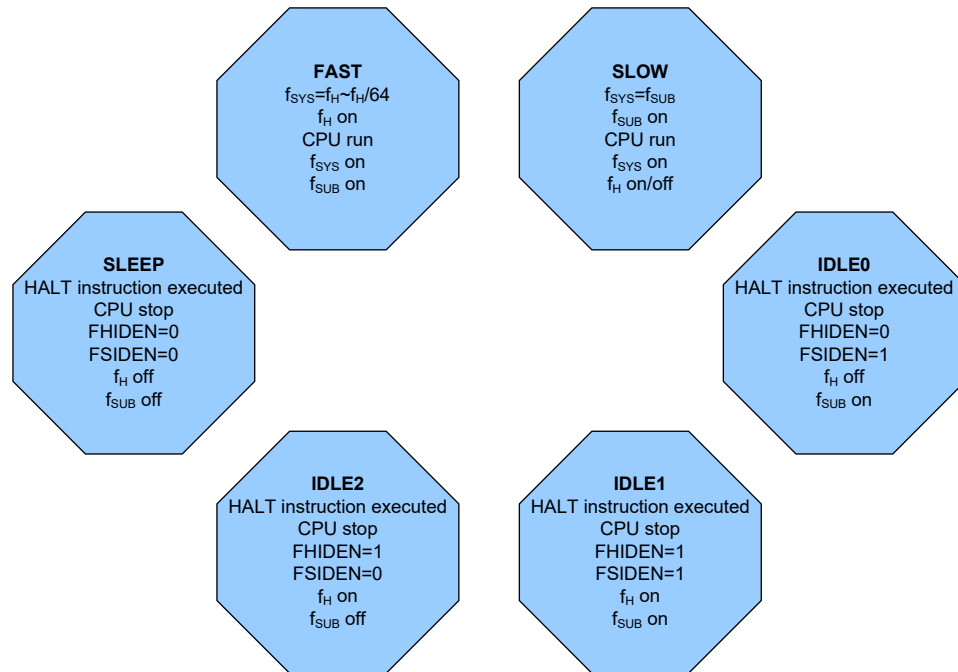 FAST
fSYS=fH~fH/64
fH on
CPU run
fSYS on
fSUB on
SLOW
fSYS=fSUB
fSUB on
CPU run
fSYS on
fH on/off
SLEEP
HALT instruction executed
CPU stop
FHIDEN=0
FSIDEN=0
fH off
fSUB off
IDLE0
HALT instruction executed
CPU stop
FHIDEN=0
FSIDEN=1
fH off
fSUB on
IDLE2
HALT instruction executed
CPU stop
FHIDEN=1
FSIDEN=0
fH on
fSUB off
IDLE1
HALT instruction executed
CPU stop
FHIDEN=1
FSIDEN=1
fH on
fSUB on